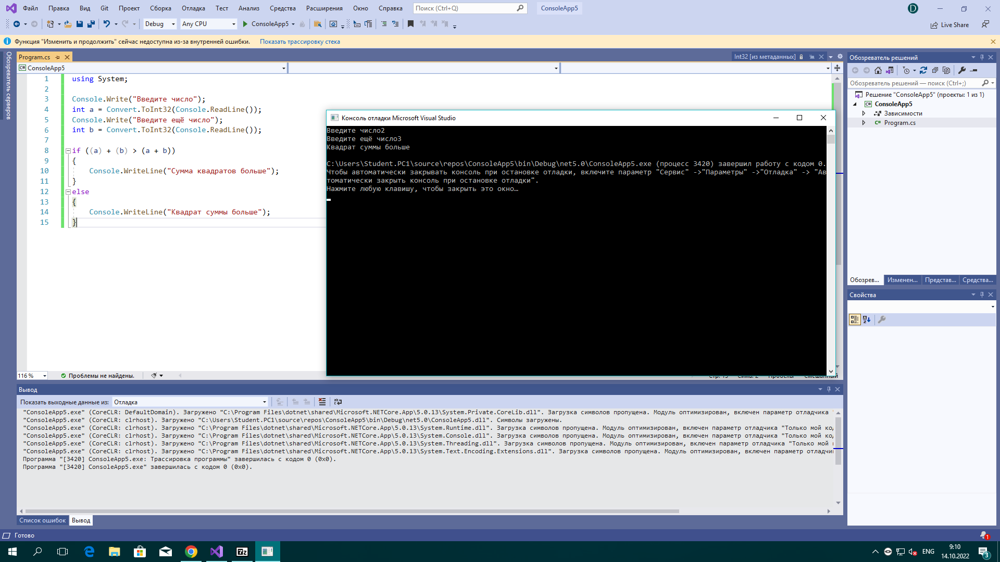 Файл Правка Вид Git Проект Сборка Отладка Тест Анализ Средства Расширения Окно Справка Поиск (Ctrl+Q) ConsoleApp5 D
Debug Any CPU ConsoleApp5 Live Share
Функция "Изменить и продолжить" сейчас недоступна из-за внутренней ошибки. Показать трассировку стека
Обозреватель серверов
Program.cs Int32 [из метаданных]
ConsoleApp5
1 using System;
2
3 Console.Write("Введите число");
4 int a = Convert.ToInt32(Console.ReadLine());
5 Console.Write("Введите ещё число");
6 int b = Convert.ToInt32(Console.ReadLine());
7
8 if ((a) + (b) > (a + b))
9 {
10 Console.WriteLine("Сумма квадратов больше");
11 }
12 else
13 {
14 Console.WriteLine("Квадрат суммы больше");
15 }
Консоль отладки Microsoft Visual Studio
Введите число2
Введите ещё число3
Квадрат суммы больше
C:\Users\Student.PC1\source\repos\ConsoleApp5\bin\Debug\net5.0\ConsoleApp5.exe (процесс 3420) завершил работу с кодом 0.
Чтобы автоматически закрывать консоль при остановке отладки, включите параметр "Сервис" ->"Параметры" ->"Отладка" -> "Ав
томатически закрыть консоль при остановке отладки".
Нажмите любую клавишу, чтобы закрыть это окно…
116 % Проблемы не найдены.
Обозреватель решений
Обозреватель решений — поиск (Ctrl+;)
Решение "ConsoleApp5" (проекты: 1 из 1)
ConsoleApp5
Зависимости
Program.cs
Обозрев... Изменен... Представ... Средства...
Свойства
Вывод
Показать выходные данные из: Отладка
"ConsoleApp5.exe" (CoreCLR: DefaultDomain). Загружено "C:\Program Files\dotnet\shared\Microsoft.NETCore.App\5.0.13\System.Private.CoreLib.dll". Загрузка символов пропущена. Модуль оптимизирован, включен параметр отладчика
"ConsoleApp5.exe" (CoreCLR: clrhost). Загружено "C:\Users\Student.PC1\source\repos\ConsoleApp5\bin\Debug\net5.0\ConsoleApp5.dll". Символы загружены.
"ConsoleApp5.exe" (CoreCLR: clrhost). Загружено "C:\Program Files\dotnet\shared\Microsoft.NETCore.App\5.0.13\System.Runtime.dll". Загрузка символов пропущена. Модуль оптимизирован, включен параметр отладчика "Только мой ко
"ConsoleApp5.exe" (CoreCLR: clrhost). Загружено "C:\Program Files\dotnet\shared\Microsoft.NETCore.App\5.0.13\System.Console.dll". Загрузка символов пропущена. Модуль оптимизирован, включен параметр отладчика "Только мой ко
"ConsoleApp5.exe" (CoreCLR: clrhost). Загружено "C:\Program Files\dotnet\shared\Microsoft.NETCore.App\5.0.13\System.Threading.dll". Загрузка символов пропущена. Модуль оптимизирован, включен параметр отладчика "Только мой
"ConsoleApp5.exe" (CoreCLR: clrhost). Загружено "C:\Program Files\dotnet\shared\Microsoft.NETCore.App\5.0.13\System.Text.Encoding.Extensions.dll". Загрузка символов пропущена. Модуль оптимизирован, включен параметр отладчи
Программа "[3420] ConsoleApp5.exe: Трассировка программы" завершилась с кодом 0 (0x0).
Программа "[3420] ConsoleApp5.exe" завершилась с кодом 0 (0x0).
Список ошибок Вывод
Готово 1
7z ENG 9:10
14.10.2022 3